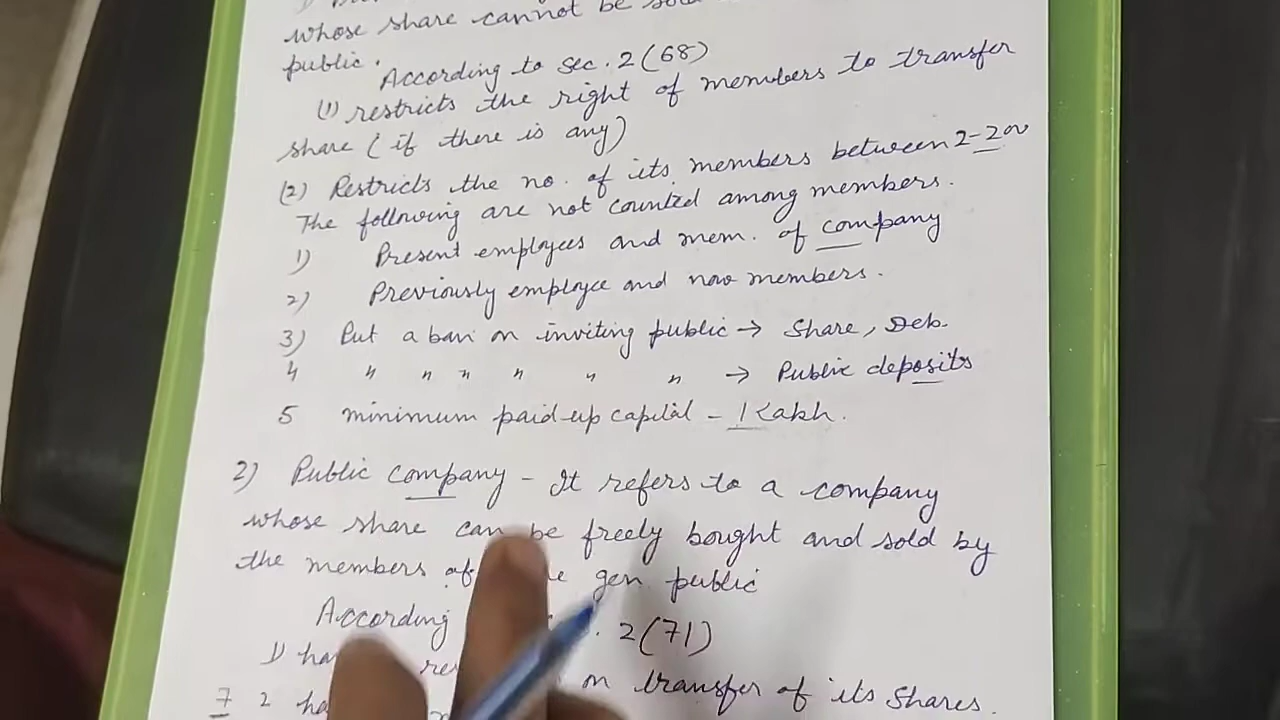 whose share cannot be
public.
According to sec. 2(68)
(1) restricts the right of members to transfer
share (if there is any)
(2) Restricts the no. of its members between 2-200
The following are not counted among members.
1) Present employees and mem. of company
2) Previously employee and now members.
3) Put a ban on inviting public → Share, Deb.
4 " " " " " " → Public deposits
5 minimum paid-up capital - 1 Lakh.
2) Public company - It refers to a company
whose share can be freely bought and sold by
the members of gen public
According 2(71)
1) on transfer of its shares.
7 2